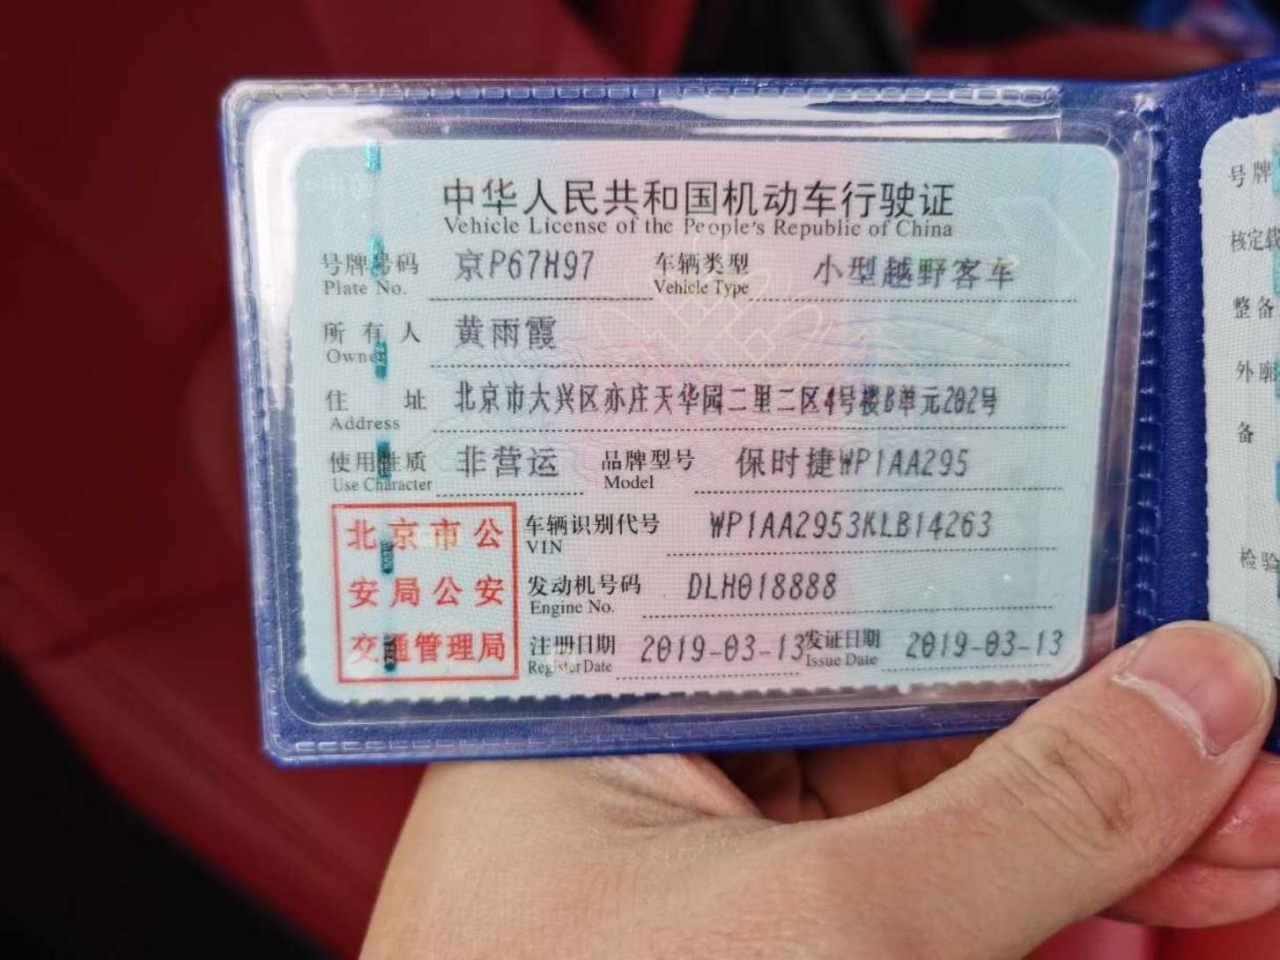 中华人民共和国机动车行驶证
Vehicle License of the People's Republic of China
号牌号码 京P67H97 车辆类型 小型越野客车
Plate No. Vehicle Type
所有人 黄雨霞
Owner
住址 北京市大兴区亦庄天华园二里二区4号楼B单元202号
Address
使用性质 非营运 品牌型号 保时捷WP1AA295
Use Character Model
车辆识别代号 WP1AA2953KLB14263
VIN
发动机号码 DLH018888
Engine No.
注册日期 2019-03-13 发证日期 2019-03-13
Register Date Issue Date
北京市公
安局公安
交通管理局
号牌
核定载
整备
外廓
备
检验